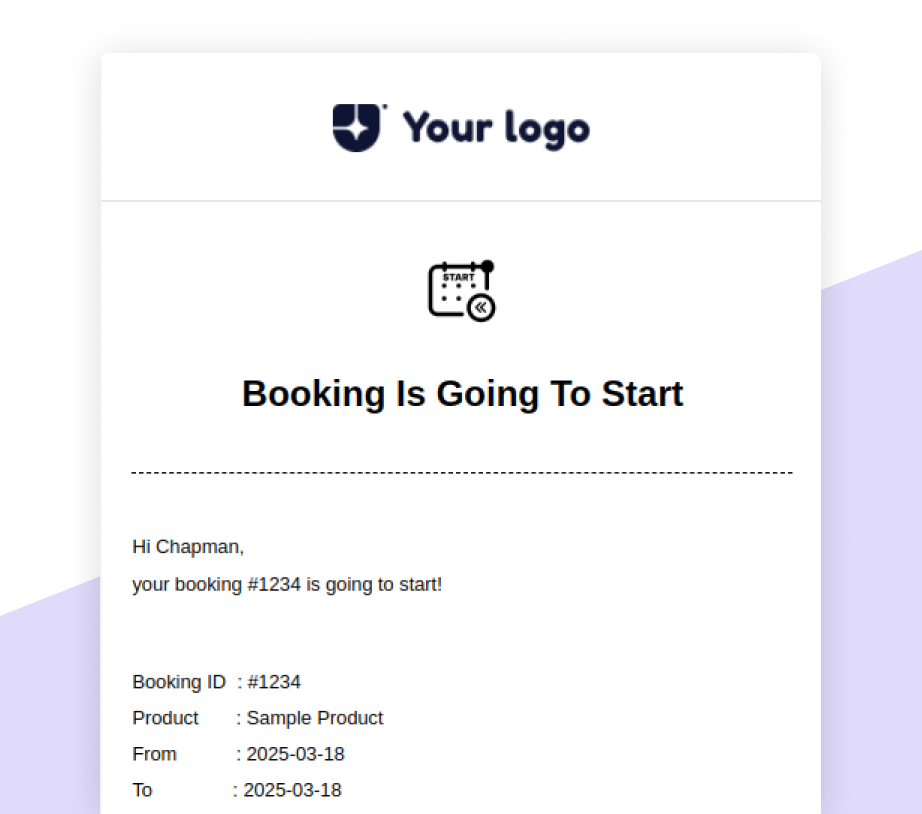 Your logo
START
Booking Is Going To Start
Hi Chapman,
your booking #1234 is going to start!
Booking ID : #1234
Product : Sample Product
From : 2025-03-18
To : 2025-03-18